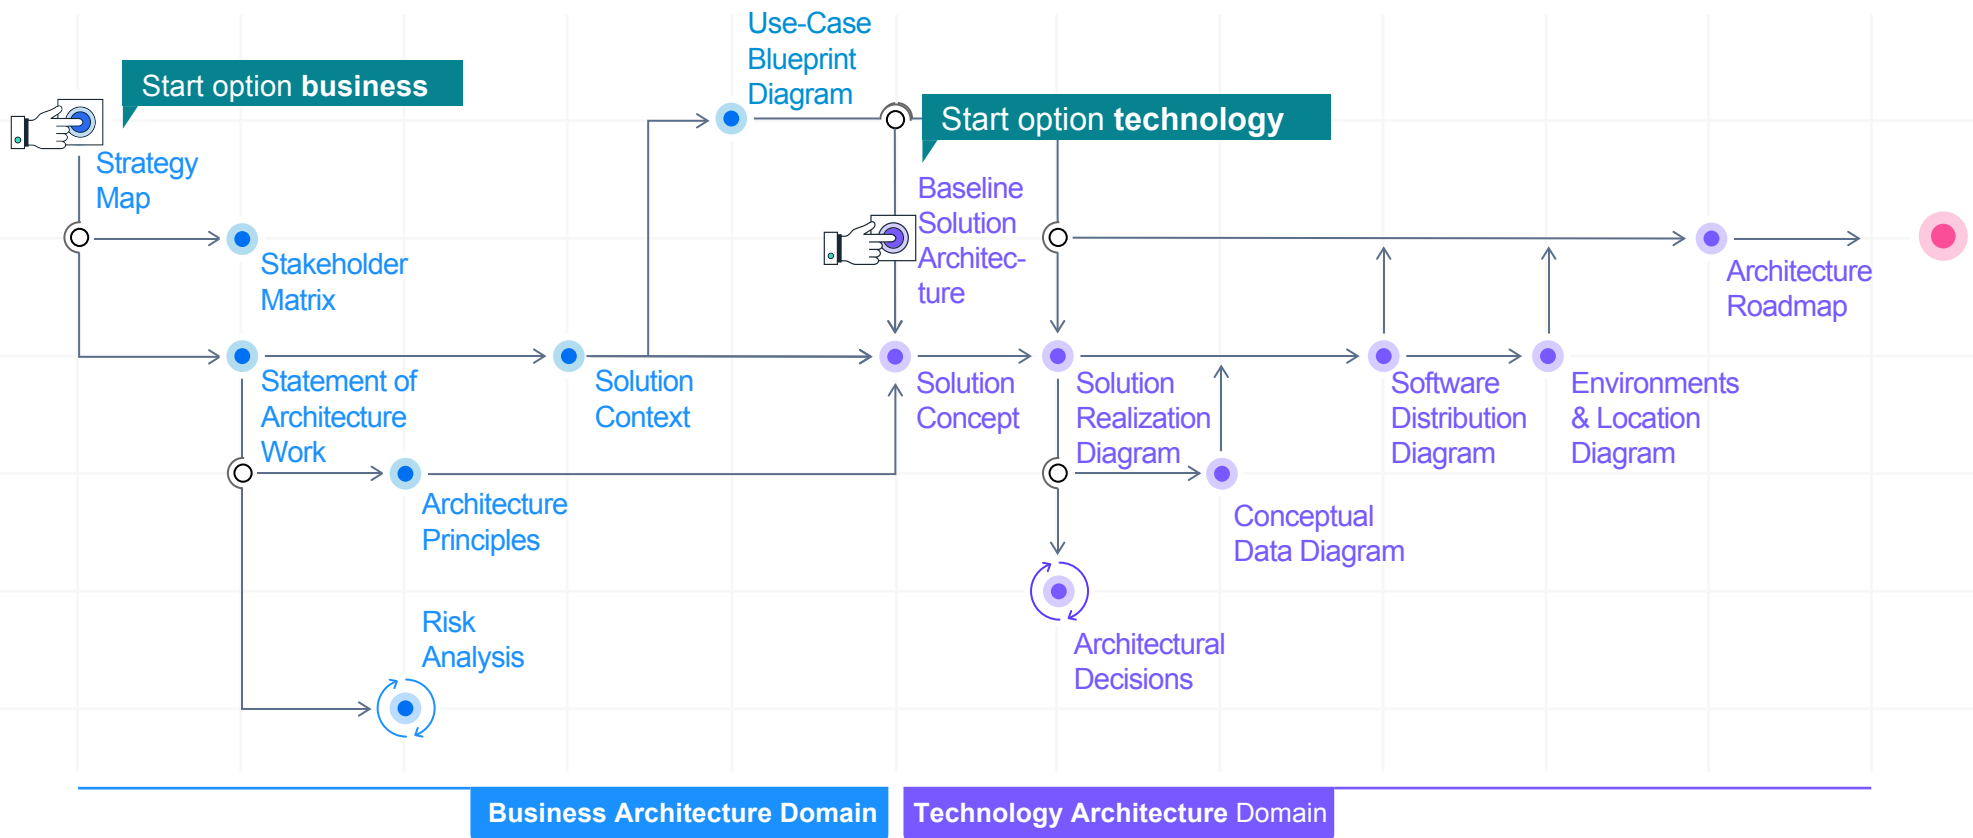 Use-Case
Blueprint
Diagram
Start option business
Start option technology
Strategy
Map
Baseline
Solution
Architec-
ture
Stakeholder
Matrix
Architecture
Roadmap
Statement of
Architecture
Work
Solution
Context
Solution
Concept
Solution
Realization
Diagram
Software
Distribution
Diagram
Environments
& Location
Diagram
Architecture
Principles
Conceptual
Data Diagram
Risk
Analysis
Architectural
Decisions
Business Architecture Domain
Technology Architecture Domain